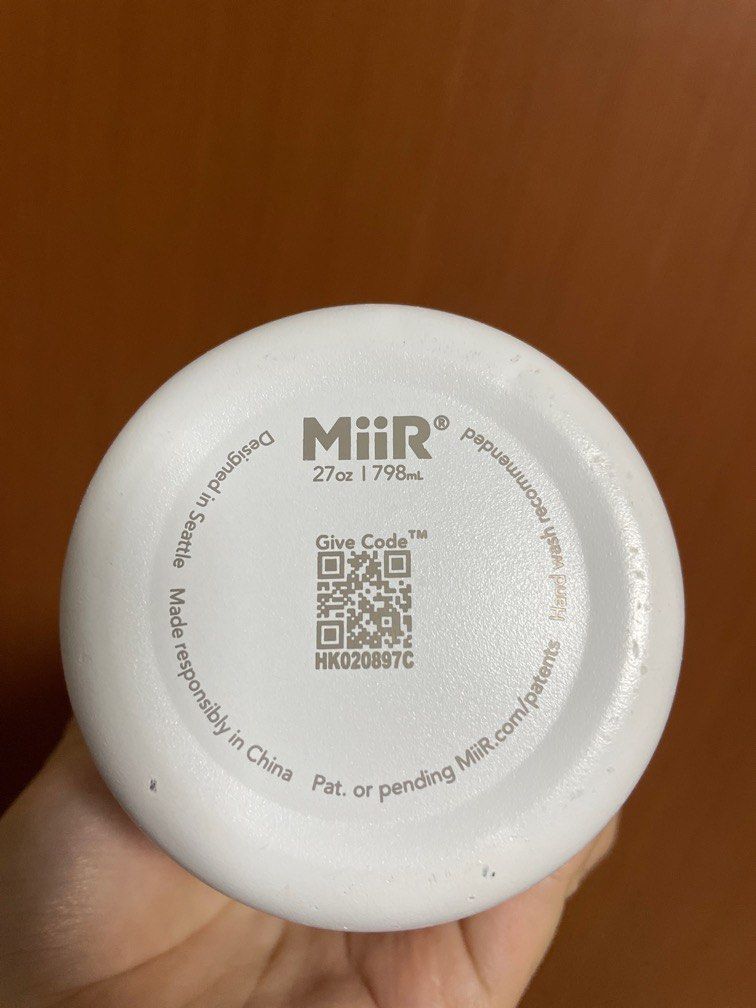 MiiR®
27oz | 798mL
Give Code™
HK020897C
Designed in Seattle
Made responsibly in China
Pat. or pending MiiR.com/patents
Hand wash recommended